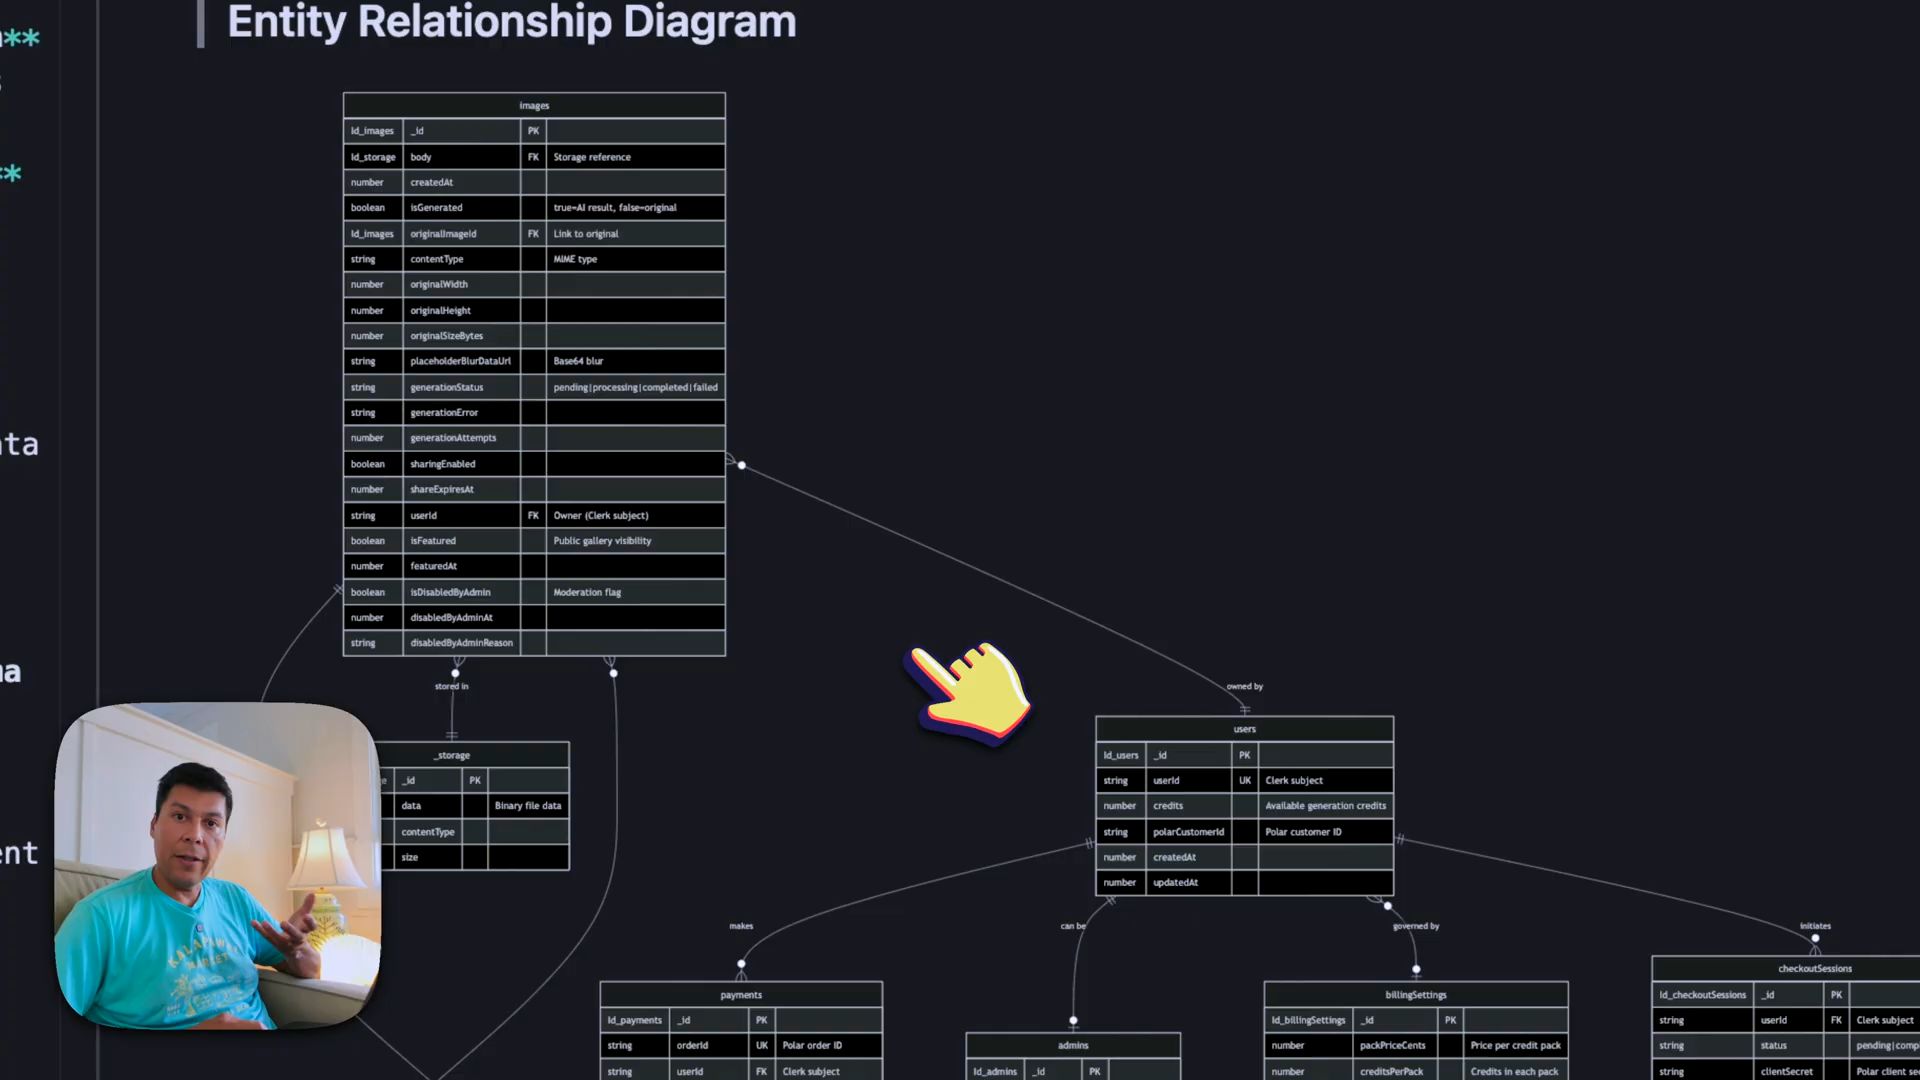 **
Entity Relationship Diagram
**
ata
ent
images
Id_images _id PK
Id_storage body FK Storage reference
number createdAt
boolean isGenerated true=AI result, false=original
Id_images originalImageId FK Link to original
string contentType MIME type
number originalWidth
number originalHeight
number originalSizeBytes
string placeholderBlurDataUrl Base64 blur
string generationStatus pending|processing|completed|failed
string generationError
number generationAttempts
boolean sharingEnabled
number shareExpiresAt
string userId FK Owner (Clerk subject)
boolean isFeatured Public gallery visibility
number featuredAt
boolean isDisabledByAdmin Moderation flag
number disabledByAdminAt
string disabledByAdminReason
stored in
owned by
_storage
_id PK
data Binary file data
contentType
size
users
Id_users _id PK
string userId UK Clerk subject
number credits Available generation credits
string polarCustomerId Polar customer ID
number createdAt
number updatedAt
makes
can be
governed by
initiates
payments
Id_payments _id PK
string orderId UK Polar order ID
string userId FK Clerk subject
admins
Id_admins _id PK
billingSettings
Id_billingSettings _id PK
number packPriceCents Price per credit pack
number creditsPerPack Credits in each pack
checkoutSessions
Id_checkoutSessions _id PK
string userId FK Clerk subject
string status pending|comp
string clientSecret Polar client se